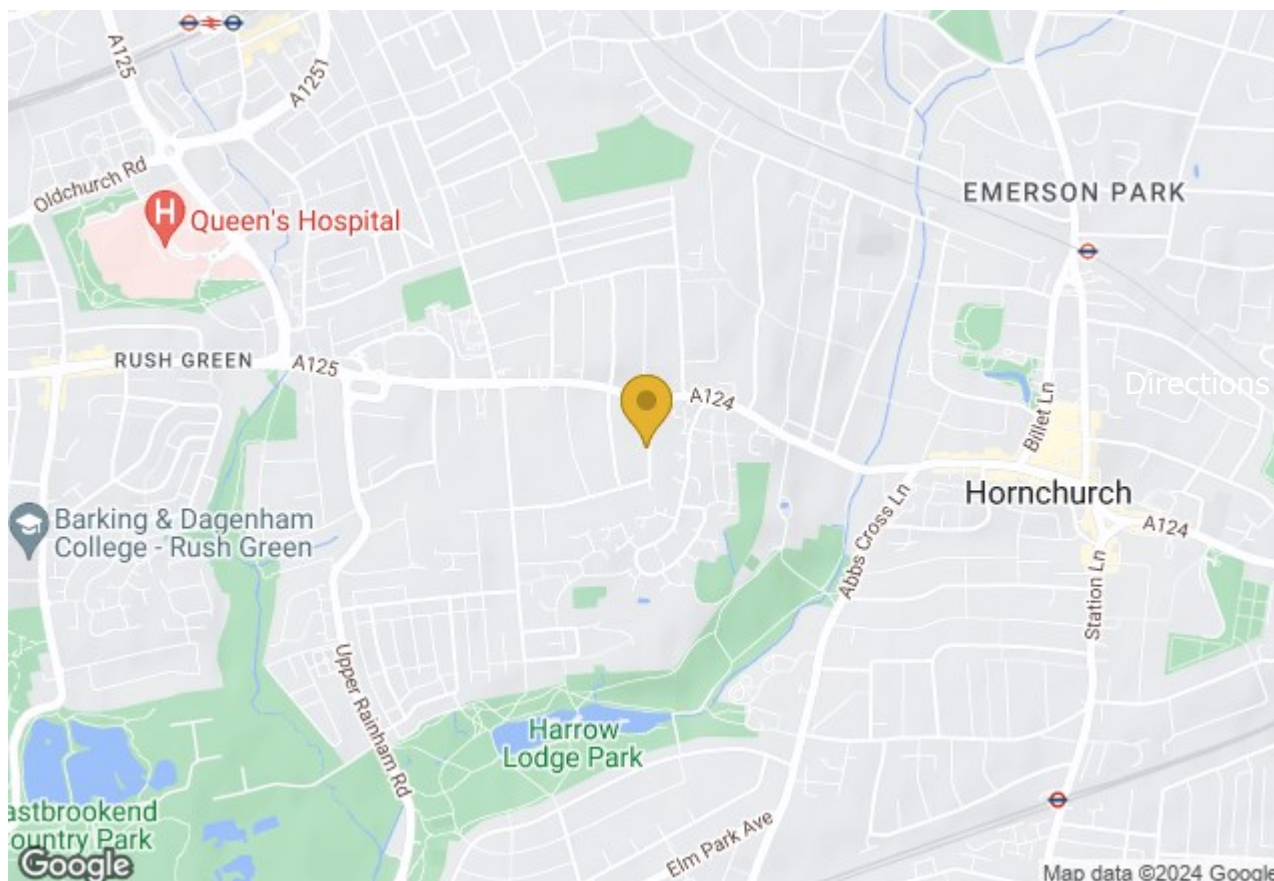 A125
A1251
Oldchurch Rd
H
Queen's Hospital
EMERSON PARK
RUSH GREEN
A125
A124
Directions
Billet Ln
Hornchurch
Barking & Dagenham
College - Rush Green
Abbs Cross Ln
A124
Station Ln
Upper Rainham Rd
Harrow
Lodge Park
astbrookend
ountry Park
Elm Park Ave
Google
Map data ©2024 Google